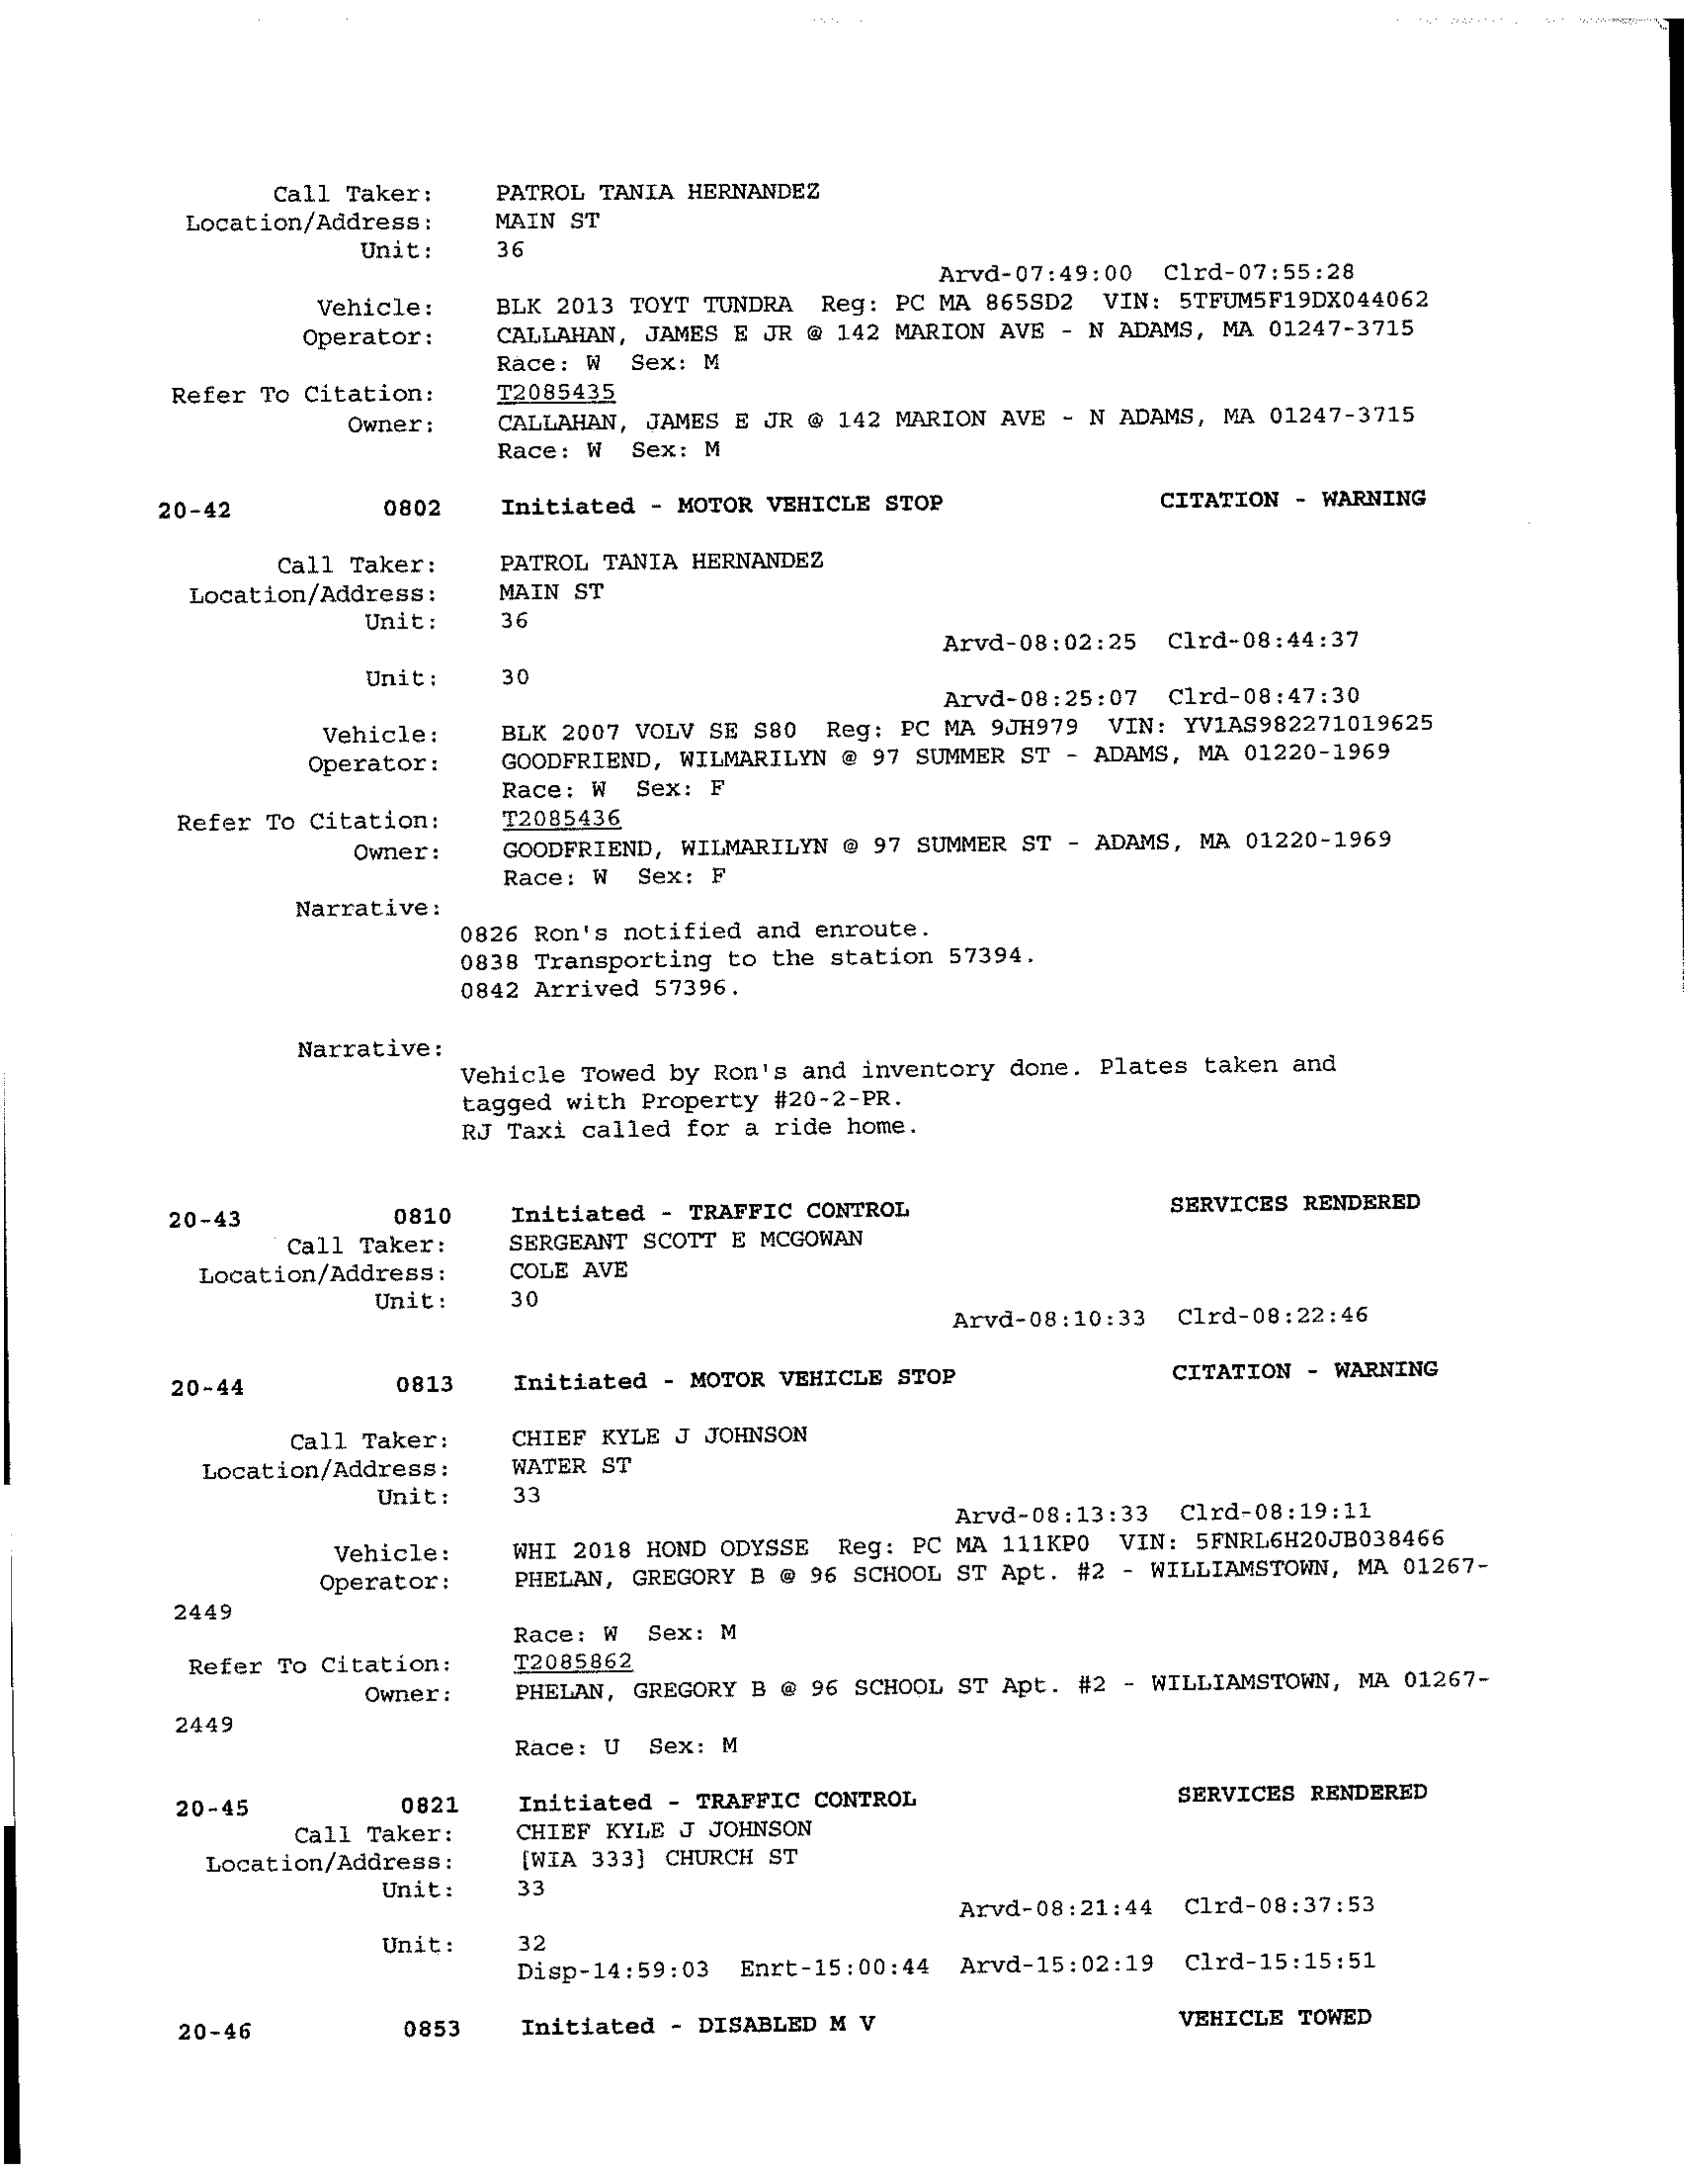 Call Taker: PATROL TANIA HERNANDEZ
Location/Address: MAIN ST
Unit: 36
Arvd-07:49:00 Clrd-07:55:28
Vehicle: BLK 2013 TOYT TUNDRA Reg: PC MA 865SD2 VIN: 5TFUM5F19DX044062
Operator: CALLAHAN, JAMES E JR @ 142 MARION AVE - N ADAMS, MA 01247-3715
Race: W Sex: M
Refer To Citation: T2085435
Owner: CALLAHAN, JAMES E JR @ 142 MARION AVE - N ADAMS, MA 01247-3715
Race: W Sex: M
20-42 0802 Initiated - MOTOR VEHICLE STOP CITATION - WARNING
Call Taker: PATROL TANIA HERNANDEZ
Location/Address: MAIN ST
Unit: 36
Arvd-08:02:25 Clrd-08:44:37
Unit: 30
Arvd-08:25:07 Clrd-08:47:30
Vehicle: BLK 2007 VOLV SE S80 Reg: PC MA 9JH979 VIN: YV1AS982271019625
Operator: GOODFRIEND, WILMARILYN @ 97 SUMMER ST - ADAMS, MA 01220-1969
Race: W Sex: F
Refer To Citation: T2085436
Owner: GOODFRIEND, WILMARILYN @ 97 SUMMER ST - ADAMS, MA 01220-1969
Race: W Sex: F
Narrative:
0826 Ron's notified and enroute.
0838 Transporting to the station 57394.
0842 Arrived 57396.
Narrative:
Vehicle Towed by Ron's and inventory done. Plates taken and
tagged with Property #20-2-PR.
RJ Taxi called for a ride home.
20-43 0810 Initiated - TRAFFIC CONTROL SERVICES RENDERED
Call Taker: SERGEANT SCOTT E MCGOWAN
Location/Address: COLE AVE
Unit: 30
Arvd-08:10:33 Clrd-08:22:46
20-44 0813 Initiated - MOTOR VEHICLE STOP CITATION - WARNING
Call Taker: CHIEF KYLE J JOHNSON
Location/Address: WATER ST
Unit: 33
Arvd-08:13:33 Clrd-08:19:11
Vehicle: WHI 2018 HOND ODYSSE Reg: PC MA 111KP0 VIN: 5FNRL6H20JB038466
Operator: PHELAN, GREGORY B @ 96 SCHOOL ST Apt. #2 - WILLIAMSTOWN, MA 01267-
2449
Race: W Sex: M
Refer To Citation: T2085862
Owner: PHELAN, GREGORY B @ 96 SCHOOL ST Apt. #2 - WILLIAMSTOWN, MA 01267-
2449
Race: U Sex: M
20-45 0821 Initiated - TRAFFIC CONTROL SERVICES RENDERED
Call Taker: CHIEF KYLE J JOHNSON
Location/Address: [WIA 333] CHURCH ST
Unit: 33
Arvd-08:21:44 Clrd-08:37:53
Unit: 32
Disp-14:59:03 Enrt-15:00:44 Arvd-15:02:19 Clrd-15:15:51
20-46 0853 Initiated - DISABLED M V VEHICLE TOWED